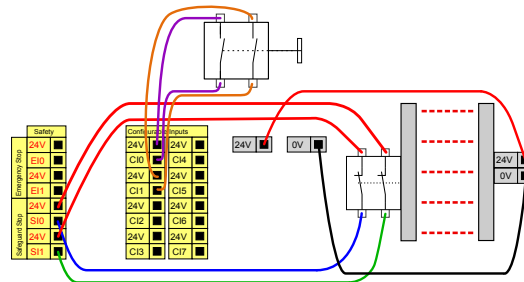 Safety
Emergency Stop
24V
EI0
24V
EI1
Safeguard Stop
24V
SI0
24V
SI1
Configurable Inputs
24V 24V
CI0 CI4
24V 24V
CI1 CI5
24V 24V
CI2 CI6
24V 24V
CI3 CI7
24V 0V
24V
0V